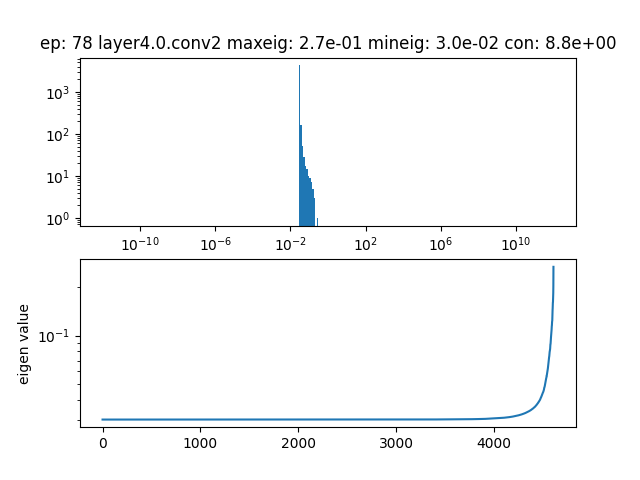 ep: 78 layer4.0.conv2 maxeig: 2.7e-01 mineig: 3.0e-02 con: 8.8e+00
10³
10²
10¹
10⁰
10⁻¹⁰ 10⁻⁶ 10⁻² 10² 10⁶ 10¹⁰
eigen value
10⁻¹
0 1000 2000 3000 4000